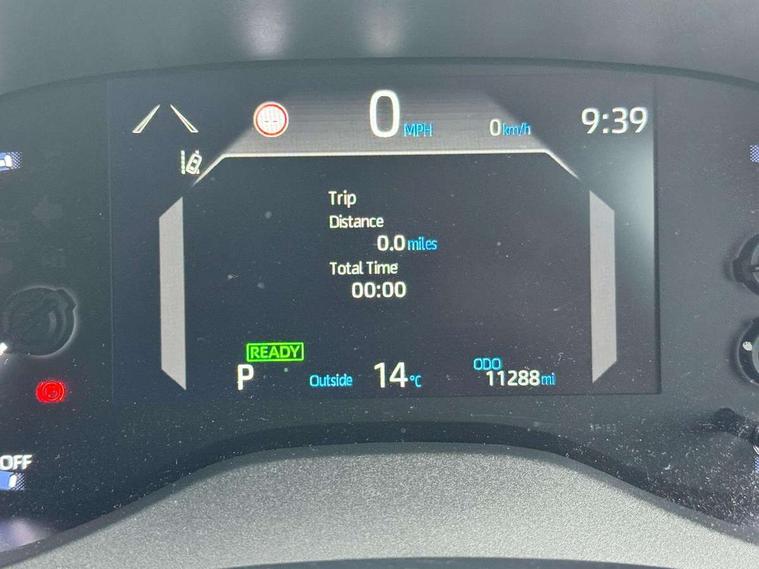 0 MPH 0 km/h 9:39
Trip
Distance
0.0 miles
Total Time
00:00
READY
P Outside 14°C ODO
11288 mi
OFF